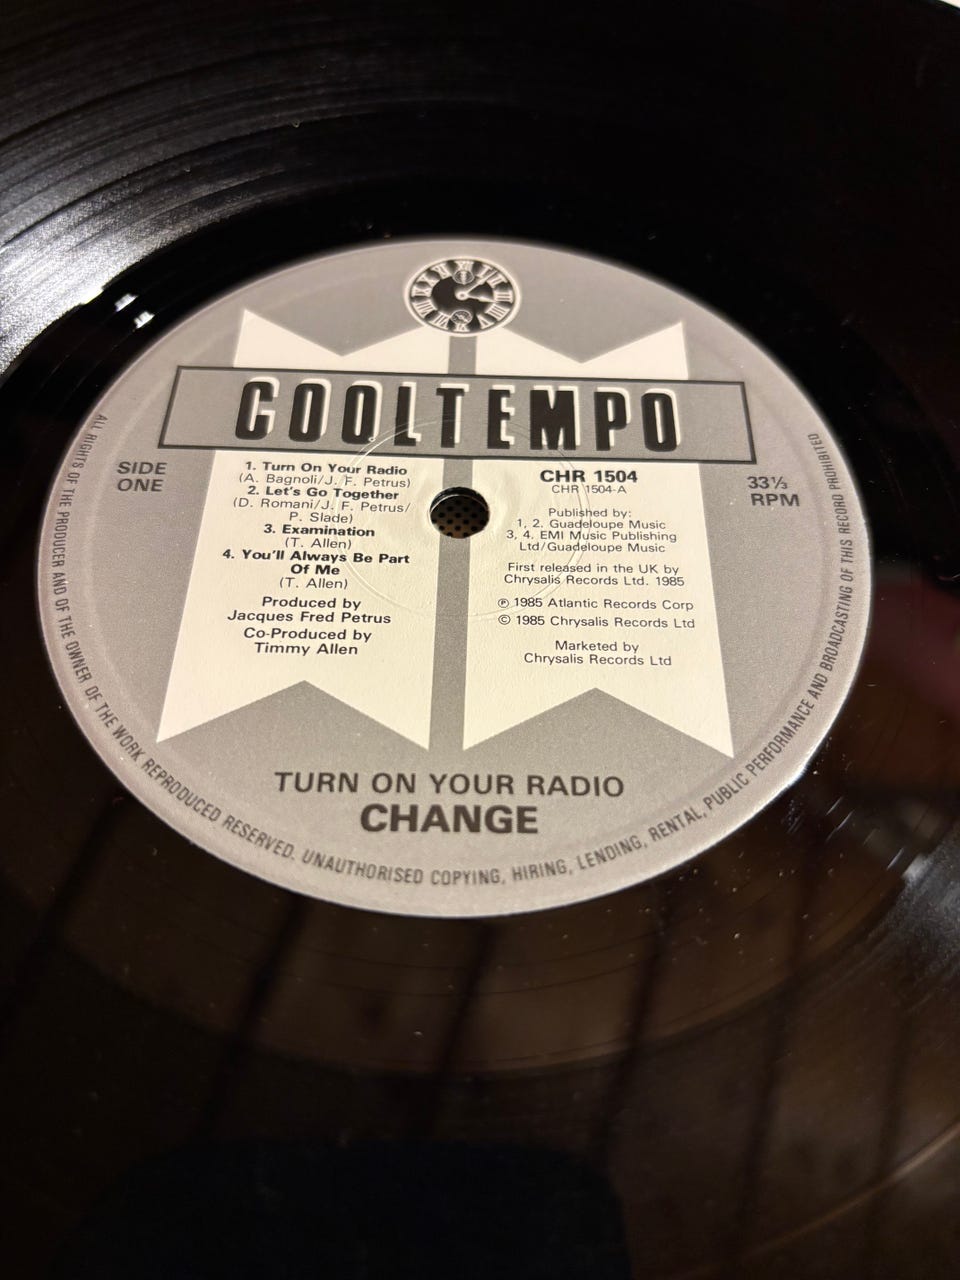 COOLTEMPO
SIDE
ONE
1. Turn On Your Radio
(A. Bagnoli/J. F. Petrus)
2. Let's Go Together
(D. Romani/J. F. Petrus/
P. Slade)
3. Examination
(T. Allen)
4. You'll Always Be Part
Of Me
(T. Allen)
Produced by
Jacques Fred Petrus
Co-Produced by
Timmy Allen
CHR 1504
CHR 1504-A
Published by:
1, 2. Guadeloupe Music
3, 4. EMI Music Publishing
Ltd/Guadeloupe Music
First released in the UK by
Chrysalis Records Ltd. 1985
℗ 1985 Atlantic Records Corp
© 1985 Chrysalis Records Ltd
Marketed by
Chrysalis Records Ltd
33⅓
RPM
TURN ON YOUR RADIO
CHANGE
ALL RIGHTS OF THE PRODUCER AND OF THE OWNER OF THE WORK REPRODUCED RESERVED. UNAUTHORISED COPYING, HIRING, LENDING, RENTAL, PUBLIC PERFORMANCE AND BROADCASTING OF THIS RECORD PROHIBITED